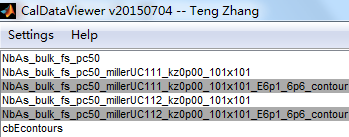 CalDataViewer v20150704 -- Teng Zhang
Settings Help
NbAs_bulk_fs_pc50
NbAs_bulk_fs_pc50_millerUC111_kz0p00_101x101
NbAs_bulk_fs_pc50_millerUC111_kz0p00_101x101_E6p1_6p6_contour
NbAs_bulk_fs_pc50_millerUC112_kz0p00_101x101
NbAs_bulk_fs_pc50_millerUC112_kz0p00_101x101_E6p1_6p6_contour
cbEcontours